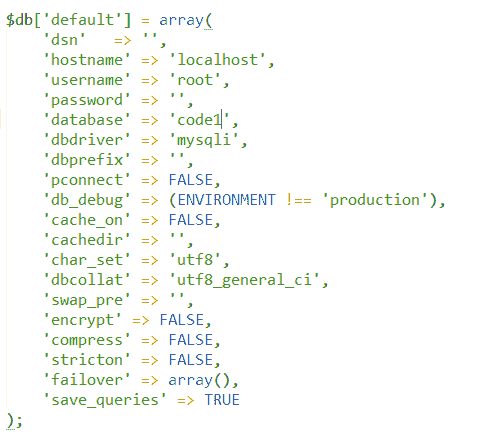 $db['default'] = array(
    'dsn'   => '',
    'hostname' => 'localhost',
    'username' => 'root',
    'password' => '',
    'database' => 'code1',
    'dbdriver' => 'mysqli',
    'dbprefix' => '',
    'pconnect' => FALSE,
    'db_debug' => (ENVIRONMENT !== 'production'),
    'cache_on' => FALSE,
    'cachedir' => '',
    'char_set' => 'utf8',
    'dbcollat' => 'utf8_general_ci',
    'swap_pre' => '',
    'encrypt' => FALSE,
    'compress' => FALSE,
    'stricton' => FALSE,
    'failover' => array(),
    'save_queries' => TRUE
);